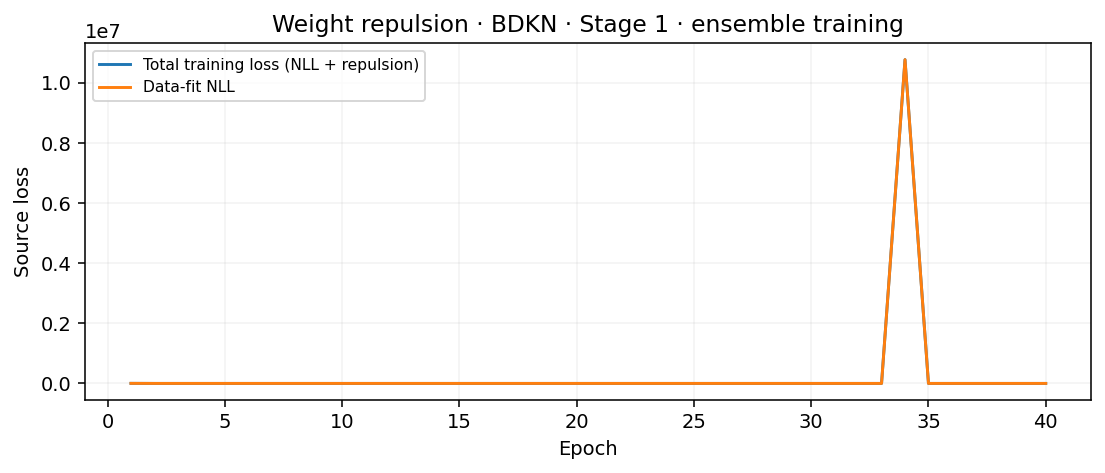 Weight repulsion · BDKN · Stage 1 · ensemble training
1e7
Total training loss (NLL + repulsion)
Data-fit NLL
1.0
0.8
0.6
0.4
0.2
0.0
Source loss
0 5 10 15 20 25 30 35 40
Epoch